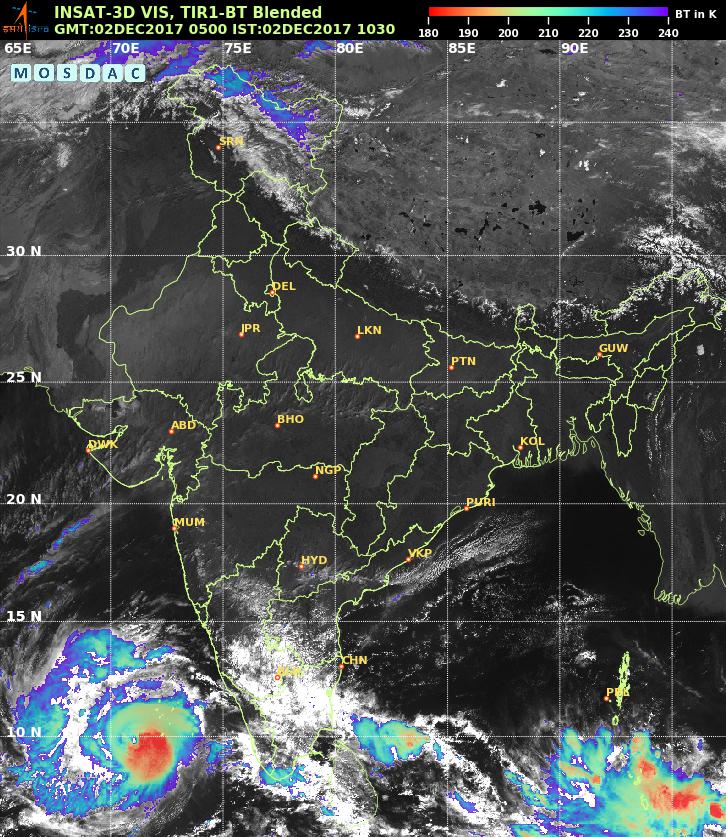 INSAT-3D VIS, TIR1-BT Blended
GMT:02DEC2017 0500 IST:02DEC2017 1030
BT in K
180 190 200 210 220 230 240
65E 70E 75E 80E 85E 90E
MOSDAC
SRN
30 N
DEL
JPR LKN
GUW
PTN
25 N
ABD BHO
DWK KOL
NGP
20 N PURI
MUM
VKP
HYD
15 N
CHN
10 N